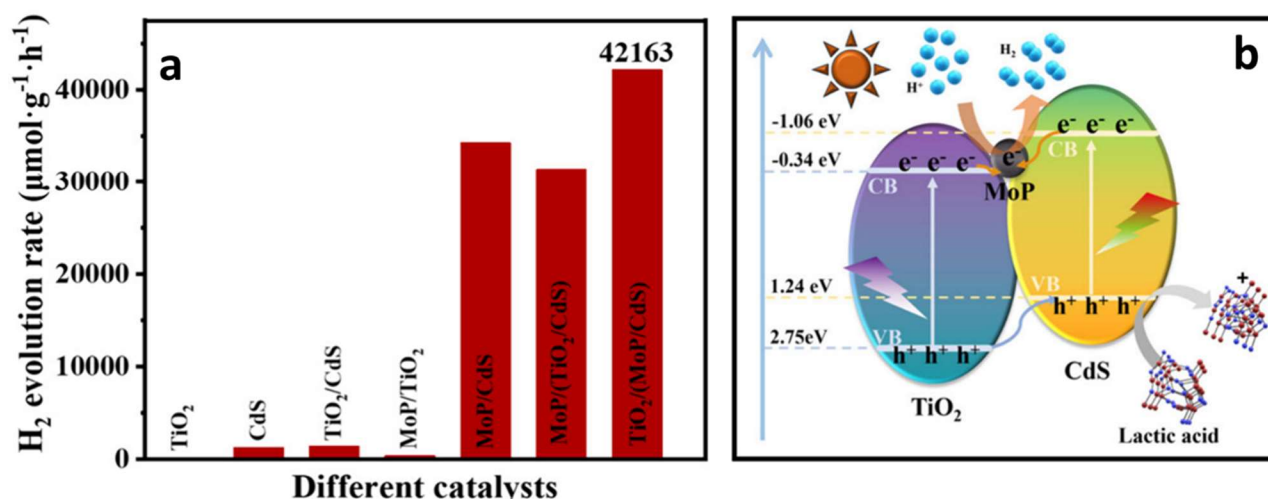 a
H₂ evolution rate (μmol·g⁻¹·h⁻¹)
40000
30000
20000
10000
0
TiO₂
CdS
TiO₂/CdS
MoP/TiO₂
MoP/CdS
MoP/(TiO₂/CdS)
TiO₂/(MoP/CdS)
42163
Different catalysts
b
H⁺
H₂
-1.06 eV
e⁻ e⁻ e⁻
CB
-0.34 eV
e⁻ e⁻ e⁻
CB
e⁻
MoP
1.24 eV
VB
h⁺ h⁺ h⁺
+
2.75eV
VB
h⁺ h⁺ h⁺
CdS
TiO₂
Lactic acid